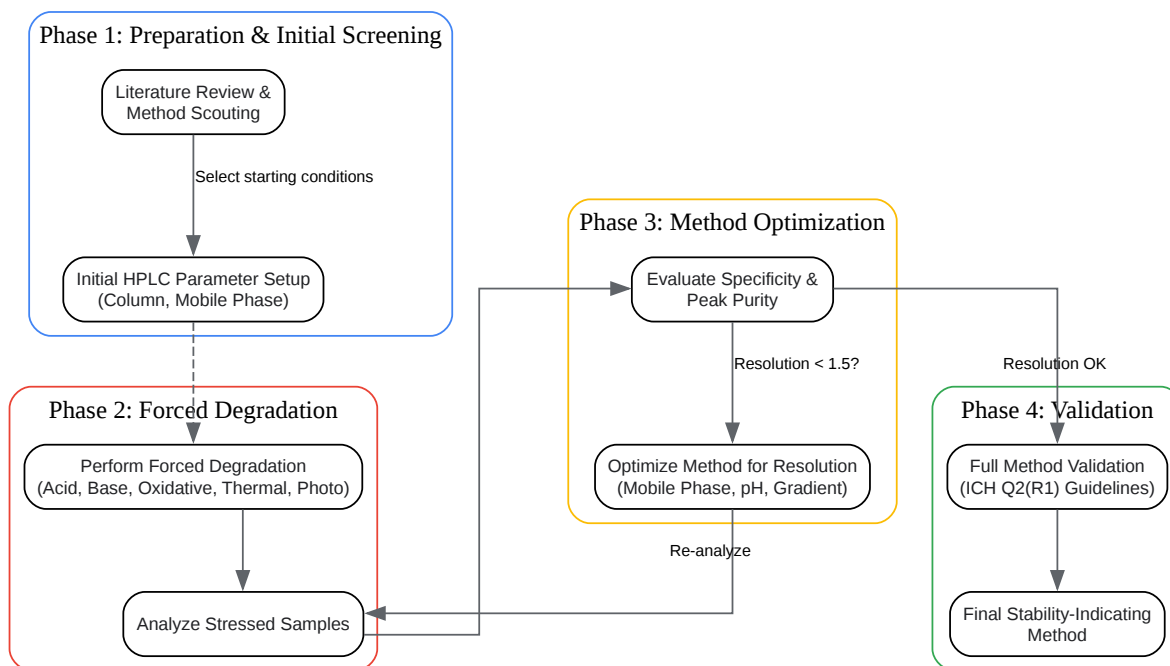 Phase 1: Preparation & Initial Screening
Literature Review &
Method Scouting
Select starting conditions
Initial HPLC Parameter Setup
(Column, Mobile Phase)
Phase 2: Forced Degradation
Perform Forced Degradation
(Acid, Base, Oxidative, Thermal, Photo)
Analyze Stressed Samples
Phase 3: Method Optimization
Evaluate Specificity &
Peak Purity
Resolution < 1.5?
Optimize Method for Resolution
(Mobile Phase, pH, Gradient)
Re-analyze
Resolution OK
Phase 4: Validation
Full Method Validation
(ICH Q2(R1) Guidelines)
Final Stability-Indicating
Method